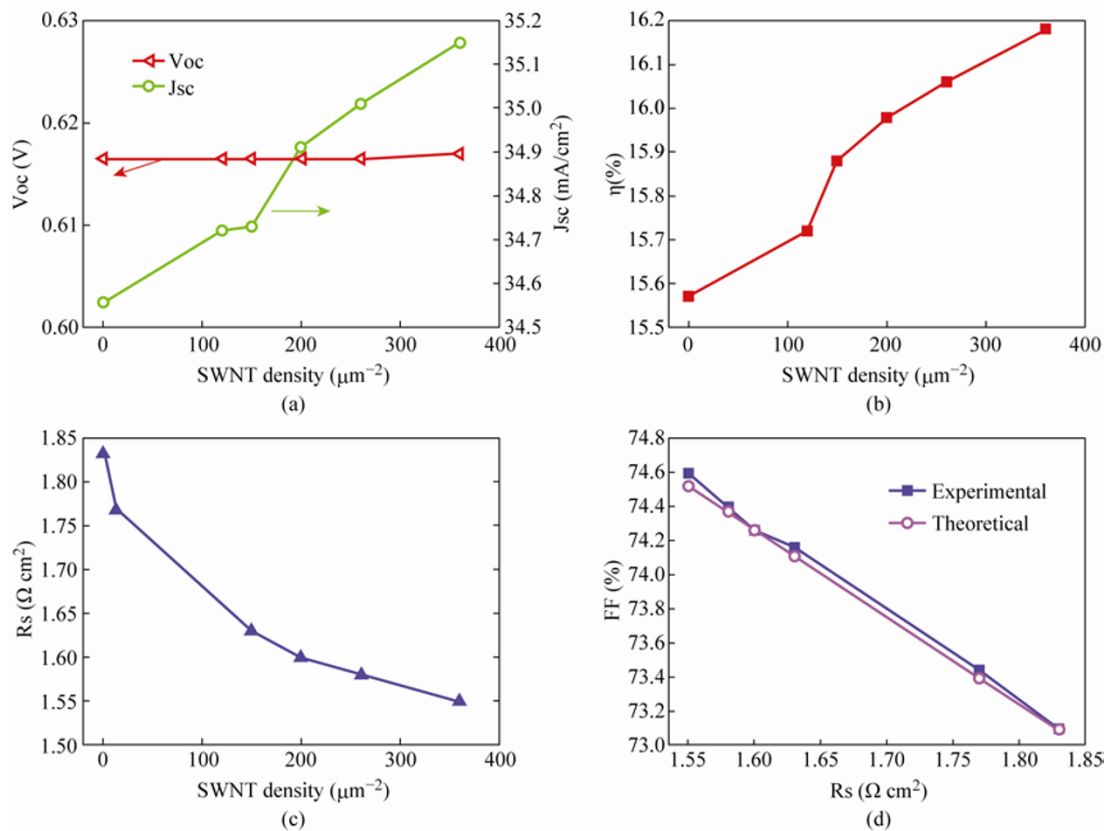 0.63
0.62
0.61
0.60
Voc (V)
Voc
Jsc
35.2
35.1
35.0
34.9
34.8
34.7
34.6
34.5
Jsc (mA/cm²)
0 100 200 300 400
SWNT density (μm⁻²)
(a)
16.2
16.1
16.0
15.9
15.8
15.7
15.6
15.5
η(%)
0 100 200 300 400
SWNT density (μm⁻²)
(b)
1.85
1.80
1.75
1.70
1.65
1.60
1.55
1.50
Rs (Ω cm²)
0 100 200 300 400
SWNT density (μm⁻²)
(c)
74.8
74.6
74.4
74.2
74.0
73.8
73.6
73.4
73.2
73.0
FF (%)
Experimental
Theoretical
1.55 1.60 1.65 1.70 1.75 1.80 1.85
Rs (Ω cm²)
(d)